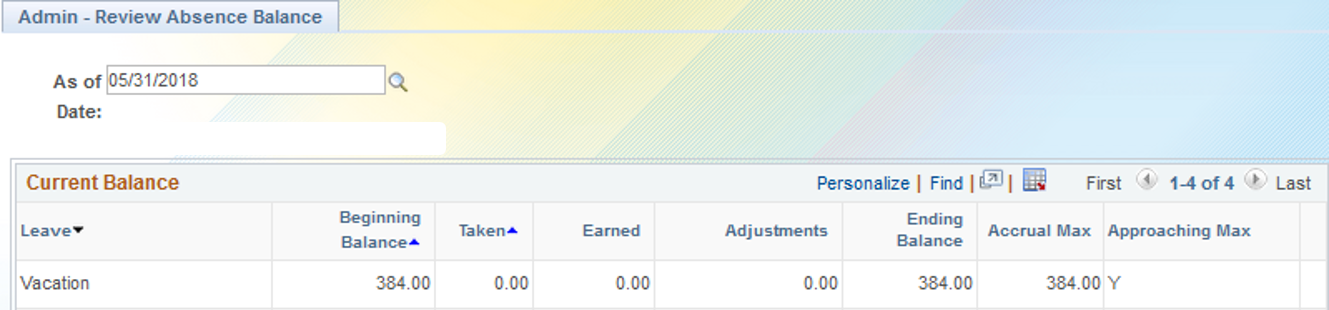 Admin - Review Absence Balance
As of 05/31/2018
Date:
Current Balance Personalize | Find | | First 1-4 of 4 Last
Leave Beginning Balance Taken Earned Adjustments Ending Balance Accrual Max Approaching Max
Vacation 384.00 0.00 0.00 0.00 384.00 384.00 Y